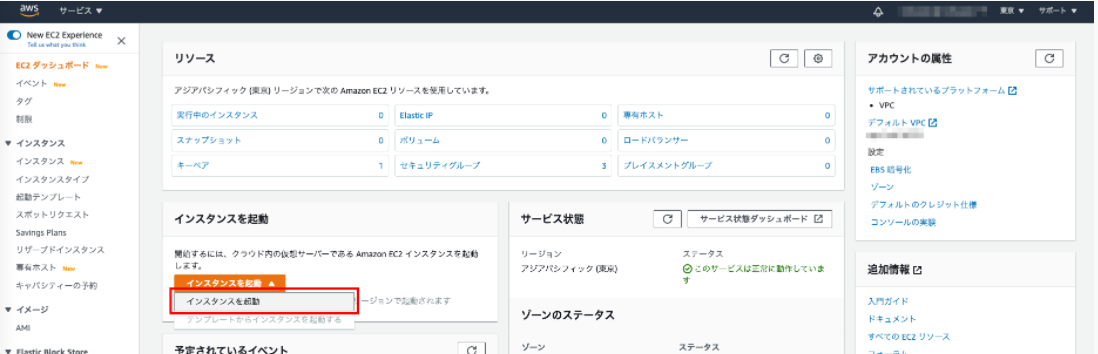 aws サービス ▼
東京 ▼ サポート ▼
New EC2 Experience
Tell us what you think
EC2 ダッシュボード New
イベント New
タグ
制限
▼ インスタンス
インスタンス New
インスタンスタイプ
起動テンプレート
スポットリクエスト
Savings Plans
リザーブドインスタンス
専有ホスト New
キャパシティーの予約
▼ イメージ
AMI
▼ Elastic Block Store
リソース
アジアパシフィック (東京) リージョンで次の Amazon EC2 リソースを使用しています。
実行中のインスタンス 0 Elastic IP 0 専有ホスト 0
スナップショット 0 ボリューム 0 ロードバランサー 0
キーペア 1 セキュリティグループ 3 プレイスメントグループ 0
インスタンスを起動
開始するには、クラウド内の仮想サーバーである Amazon EC2 インスタンスを起動
します。
インスタンスを起動 ▲
インスタンスを起動
ージョンで起動されます
テンプレートからインスタンスを起動する
予定されているイベント
サービス状態
サービス状態ダッシュボード
リージョン ステータス
アジアパシフィック (東京) このサービスは正常に動作していま
す
ゾーンのステータス
ゾーン ステータス
アカウントの属性
サポートされているプラットフォーム
• VPC
デフォルト VPC
設定
EBS 暗号化
ゾーン
デフォルトのクレジット仕様
コンソールの実験
追加情報
入門ガイド
ドキュメント
すべての EC2 リソース
フォーラム